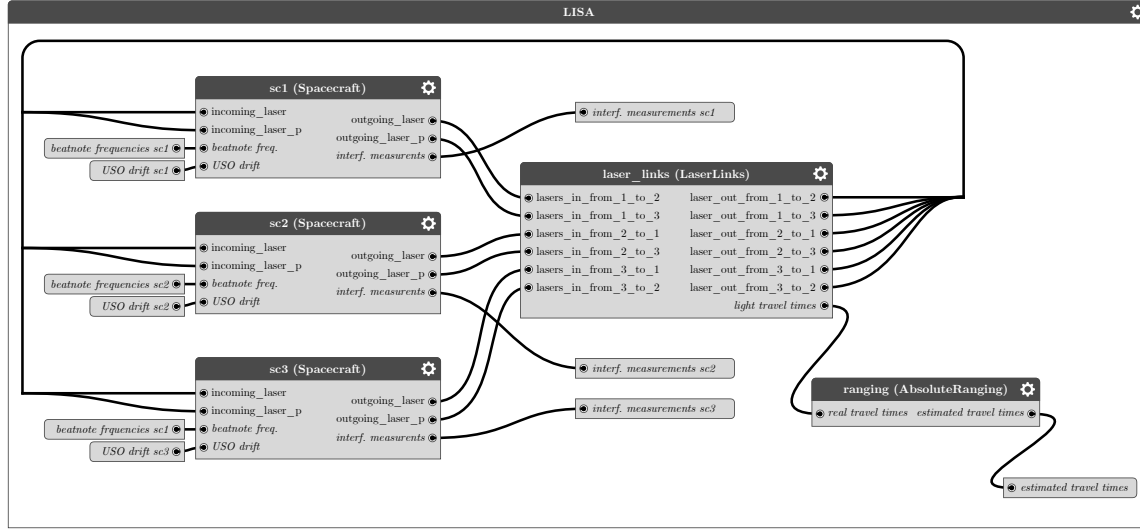 LISA
sc1 (Spacecraft)
incoming_laser
incoming_laser_p
beatnote freq.
USO drift
outgoing_laser
outgoing_laser_p
interf. measurents
beatnote frequencies sc1
USO drift sc1
interf. measurements sc1
sc2 (Spacecraft)
incoming_laser
incoming_laser_p
beatnote freq.
USO drift
outgoing_laser
outgoing_laser_p
interf. measurents
beatnote frequencies sc2
USO drift sc2
interf. measurements sc2
sc3 (Spacecraft)
incoming_laser
incoming_laser_p
beatnote freq.
USO drift
outgoing_laser
outgoing_laser_p
interf. measurents
beatnote frquencies sc1
USO drift sc3
interf. measurements sc3
laser_links (LaserLinks)
lasers_in_from_1_to_2
lasers_in_from_1_to_3
lasers_in_from_2_to_1
lasers_in_from_2_to_3
lasers_in_from_3_to_1
lasers_in_from_3_to_2
laser_out_from_1_to_2
laser_out_from_1_to_3
laser_out_from_2_to_1
laser_out_from_2_to_3
laser_out_from_3_to_1
laser_out_from_3_to_2
light travel times
ranging (AbsoluteRanging)
real travel times
estimated travel times
estimated travel times